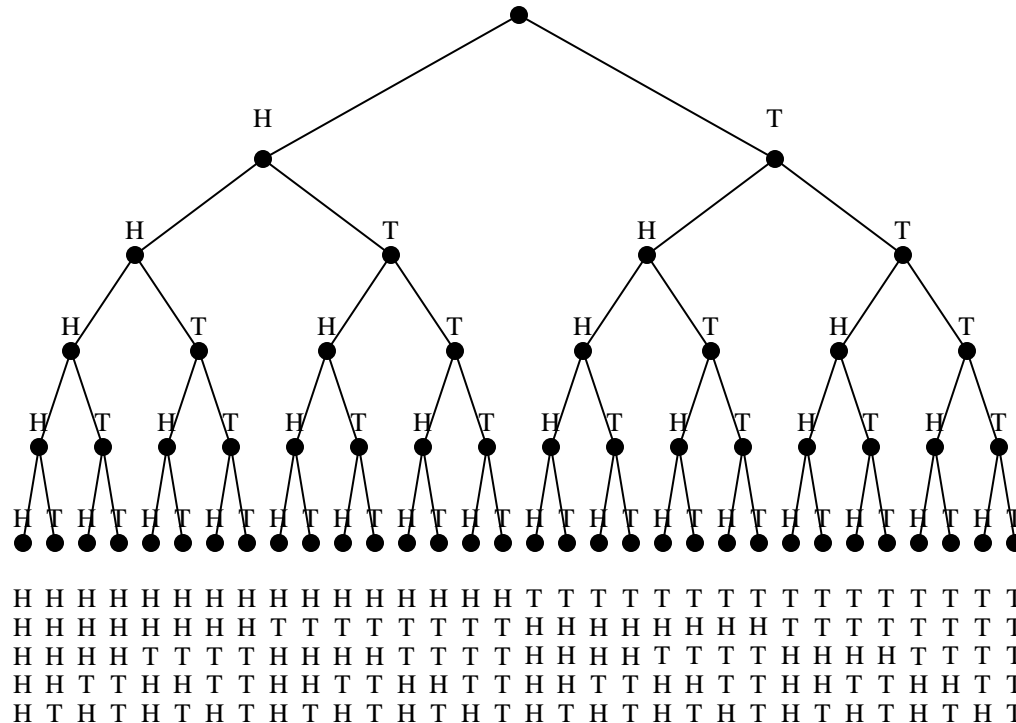 H T
H T H T
H T H T H T H T
H T H T H T H T H T H T H T H T
H T H T H T H T H T H T H T H T H T H T H T H T H T H T H T H T
H H H H H H H H H H H H H H H H T T T T T T T T T T T T T T T T
H H H H H H H H T T T T T T T T H H H H H H H H T T T T T T T T
H H H H T T T T H H H H T T T T H H H H T T T T H H H H T T T T
H H T T H H T T H H T T H H T T H H T T H H T T H H T T H H T T
H T H T H T H T H T H T H T H T H T H T H T H T H T H T H T H T